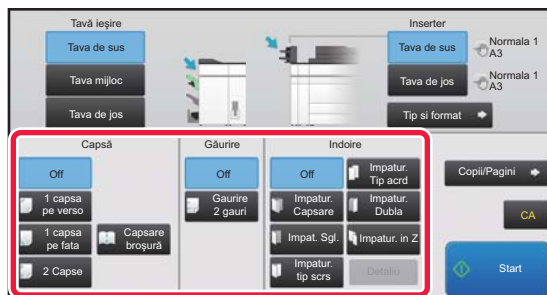 Tavă ieşire
Inserter
Tava de sus
Tava mijloc
Tava de jos
Tava de sus
Normala 1
A3
Tava de jos
Normala 1
A3
Tip si format
Capsă
Găurire
Indoire
Off
1 capsa
pe verso
1 capsa
pe fata
Capsare
broşură
2 Capse
Off
Gaurire
2 gauri
Off
Impatur.
Tip acrd
Impatur.
Capsare
Impatur.
Dubla
Impat. Sgl.
Impatur. in Z
Impatur.
tip scrs
Detaliu
Copii/Pagini
CA
Start